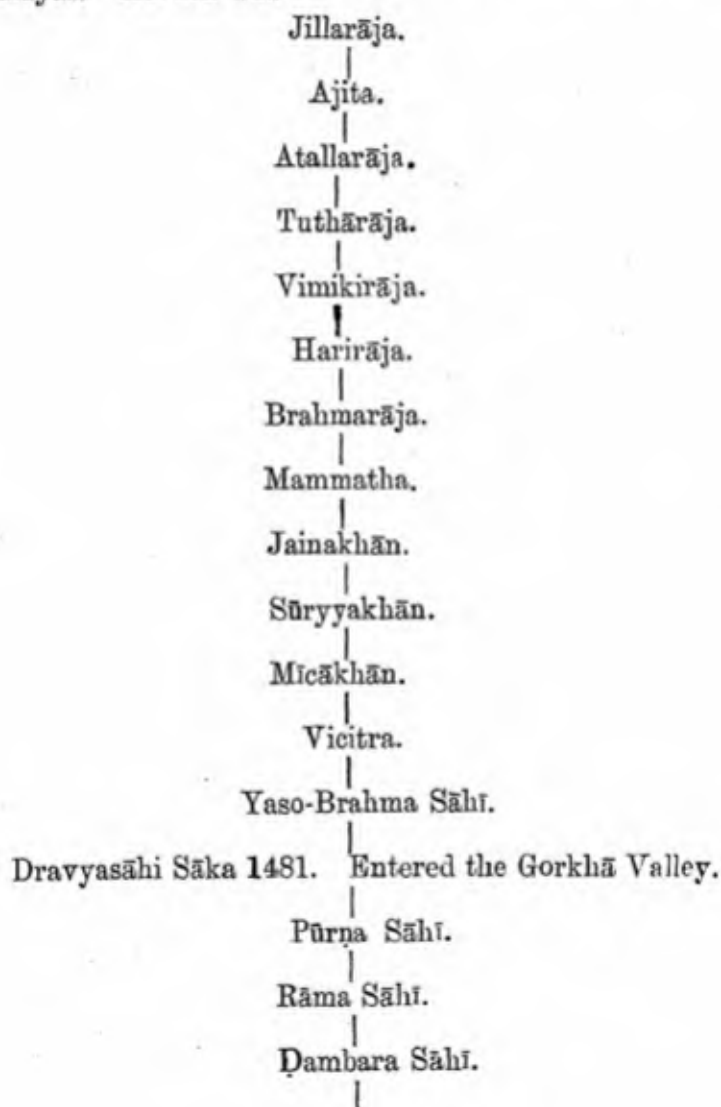 Jillarāja.
Ajita.
Atallarāja.
Tuthārāja.
Vimikirāja.
Harirāja.
Brahmarāja.
Mammatha.
Jainakhān.
Sūryyakhān.
Mīcākhān.
Vicitra.
Yaso-Brahma Sāhī.
Dravyasāhi Sāka 1481. Entered the Gorkhā Valley.
Pūrṇa Sāhī.
Rāma Sāhī.
Ḍambara Sāhī.